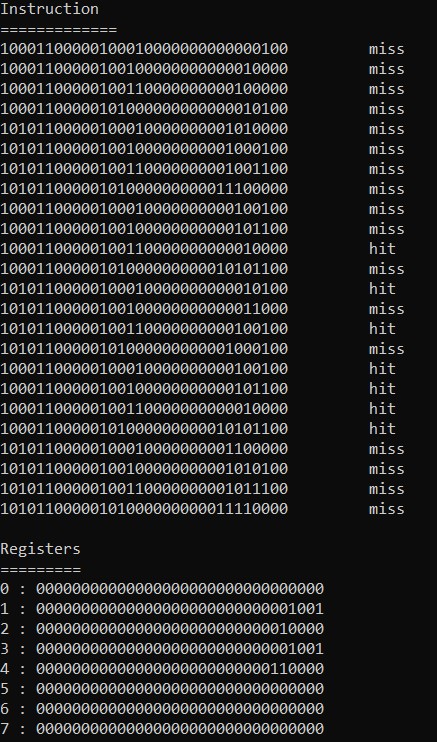 Instruction
=============
10001100000100010000000000000100 miss
10001100000100100000000000010000 miss
10001100000100110000000000100000 miss
10001100000101000000000000010100 miss
10101100000100010000000001010000 miss
10101100000100100000000001000100 miss
10101100000100110000000001001100 miss
10101100000101000000000011100000 miss
10001100000100010000000000100100 miss
10001100000100100000000000101100 miss
10001100000100110000000000010000 hit
10001100000101000000000010101100 miss
10101100000100010000000000010100 hit
10101100000100100000000000011000 miss
10101100000100110000000000100100 hit
10101100000101000000000001000100 miss
10001100000100010000000000100100 hit
10001100000100100000000000101100 hit
10001100000100110000000000010000 hit
10001100000101000000000010101100 hit
10101100000100010000000001100000 miss
10101100000100100000000001010100 miss
10101100000100110000000001011100 miss
10101100000101000000000011110000 miss
Registers
=========
0 : 00000000000000000000000000000000
1 : 00000000000000000000000000001001
2 : 00000000000000000000000000010000
3 : 00000000000000000000000000001001
4 : 00000000000000000000000000110000
5 : 00000000000000000000000000000000
6 : 00000000000000000000000000000000
7 : 00000000000000000000000000000000